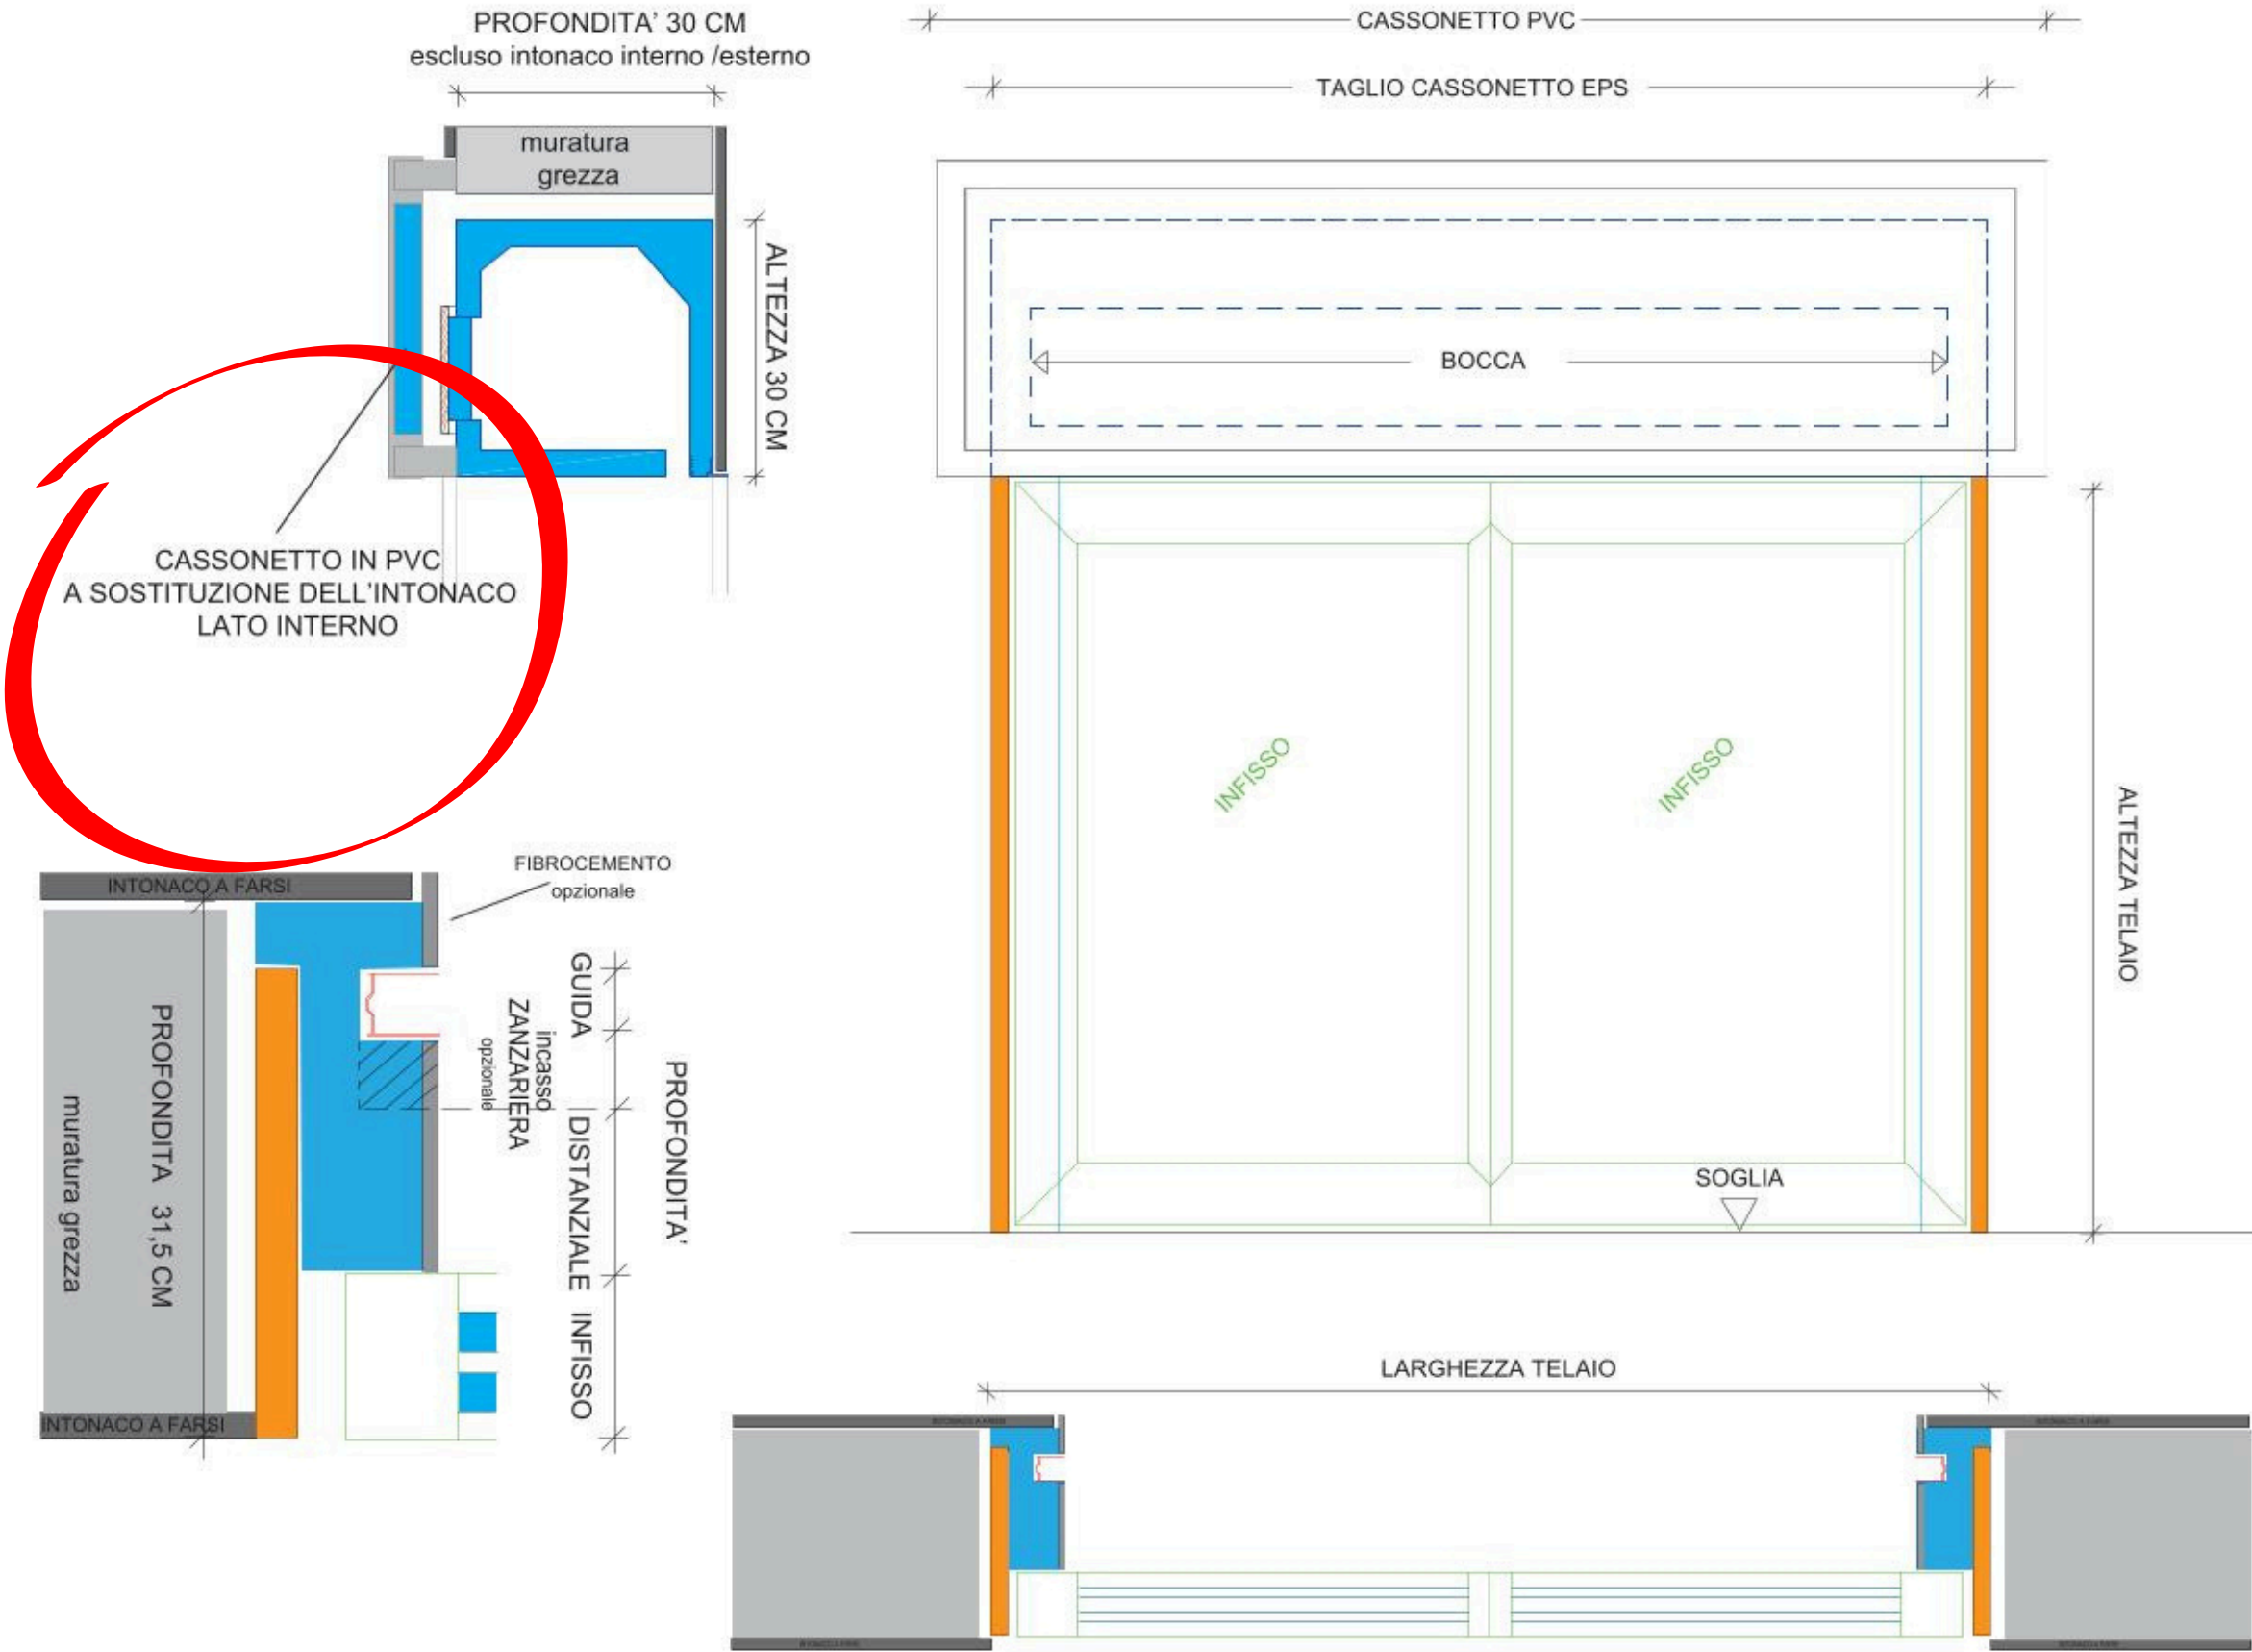 PROFONDITA' 30 CM
escluso intonaco interno /esterno
CASSONETTO PVC
TAGLIO CASSONETTO EPS
muratura
grezza
ALTEZZA 30 CM
BOCCA
CASSONETTO IN PVC
A SOSTITUZIONE DELL'INTONACO
LATO INTERNO
INFISSO
INFISSO
ALTEZZA TELAIO
SOGLIA
FIBROCEMENTO
opzionale
INTONACO A FARSI
GUIDA
incasso
ZANZARIERA
opzionale
DISTANZIALE
INFISSO
PROFONDITA'
PROFONDITA 31,5 CM
muratura grezza
INTONACO A FARSI
LARGHEZZA TELAIO